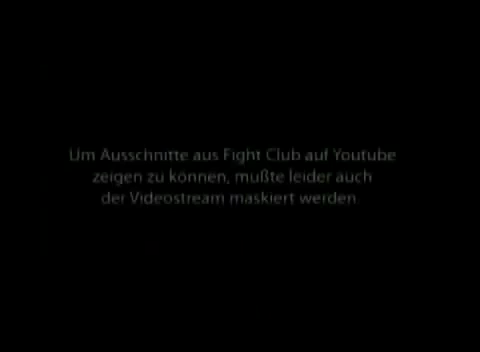 Um Ausschnitte aus Fight Club auf Youtube
zeigen zu können, mußte leider auch
der Videostream maskiert werden